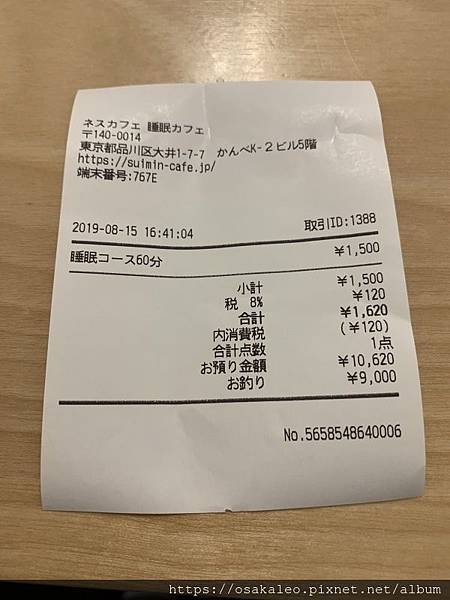 ネスカフェ 睡眠カフェ
〒140-0014
東京都品川区大井1-7-7 かんべK-2ビル5階
https://suimin-cafe.jp/
端末番号:767E
2019-08-15 16:41:04 取引ID:1388
睡眠コース60分 ¥1,500
小計 ¥1,500
税 8% ¥120
合計 ¥1,620
内消費税 (¥120)
合計点数 1点
お預り金額 ¥10,620
お釣り ¥9,000
No.5658548640006
https://osakaleo.pixnet.net/album